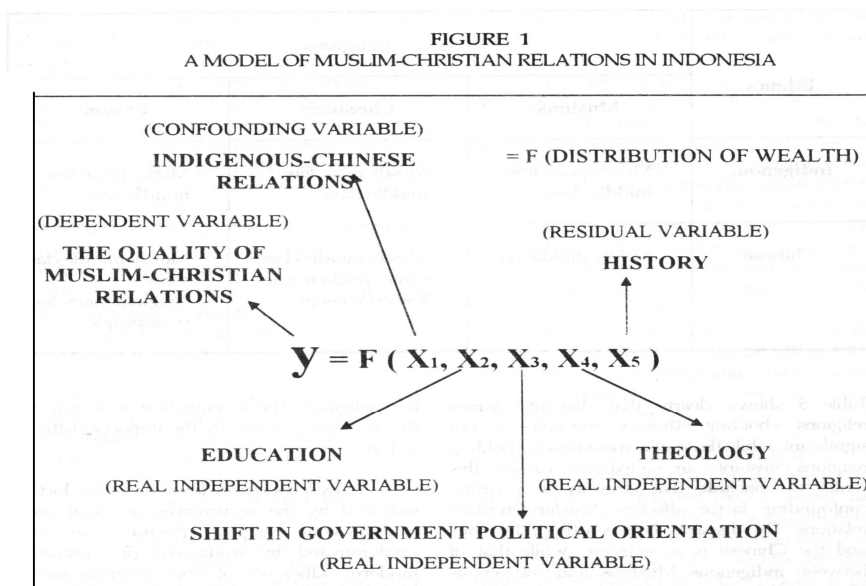 FIGURE 1
A MODEL OF MUSLIM-CHRISTIAN RELATIONS IN INDONESIA
(CONFOUNDING VARIABLE)
INDIGENOUS-CHINESE
RELATIONS
= F (DISTRIBUTION OF WEALTH)
(DEPENDENT VARIABLE)
THE QUALITY OF
MUSLIM-CHRISTIAN
RELATIONS
(RESIDUAL VARIABLE)
HISTORY
y = F ( X1, X2, X3, X4, X5 )
EDUCATION
(REAL INDEPENDENT VARIABLE)
THEOLOGY
(REAL INDEPENDENT VARIABLE)
SHIFT IN GOVERNMENT POLITICAL ORIENTATION
(REAL INDEPENDENT VARIABLE)